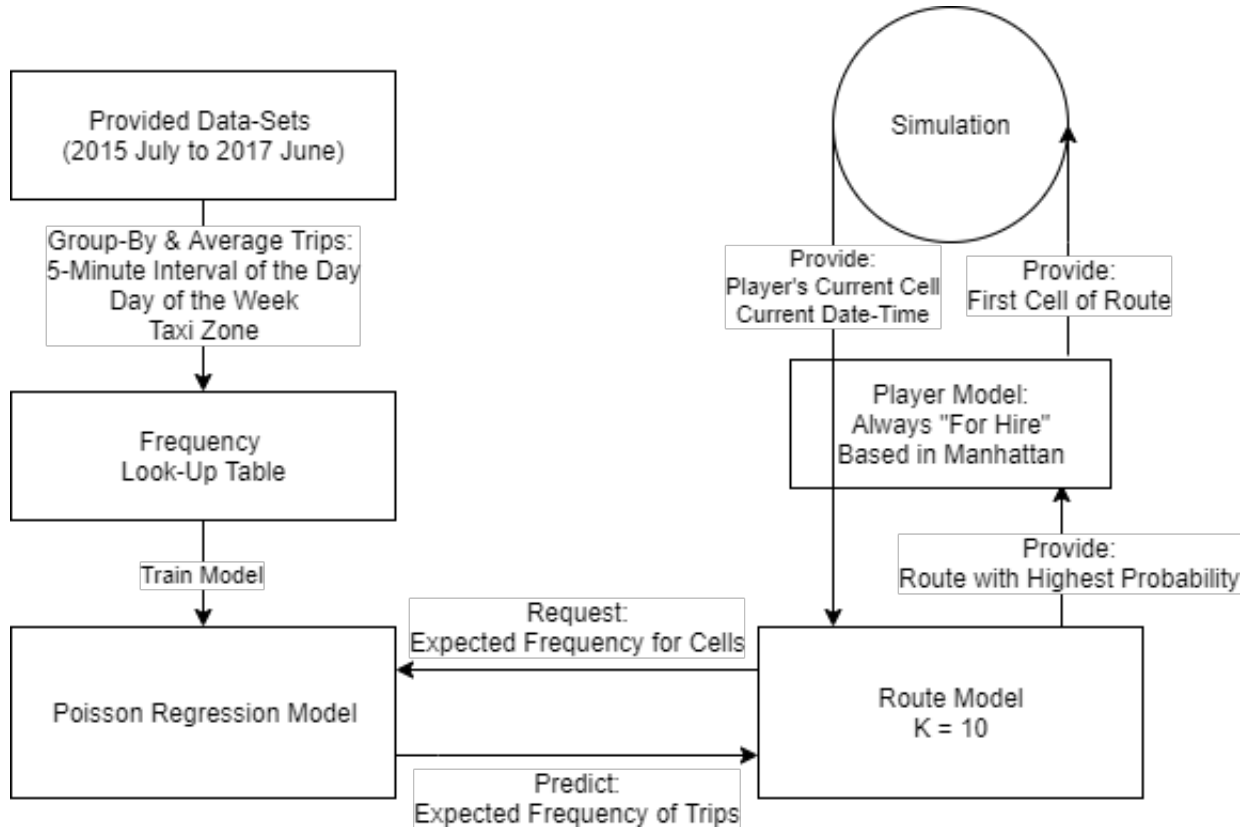 Provided Data-Sets
(2015 July to 2017 June)
Group-By & Average Trips:
5-Minute Interval of the Day
Day of the Week
Taxi Zone
Frequency
Look-Up Table
Train Model
Poisson Regression Model
Request:
Expected Frequency for Cells
Predict:
Expected Frequency of Trips
Route Model
K = 10
Provide:
Route with Highest Probability
Player Model:
Always "For Hire"
Based in Manhattan
Provide:
First Cell of Route
Simulation
Provide:
Player's Current Cell
Current Date-Time